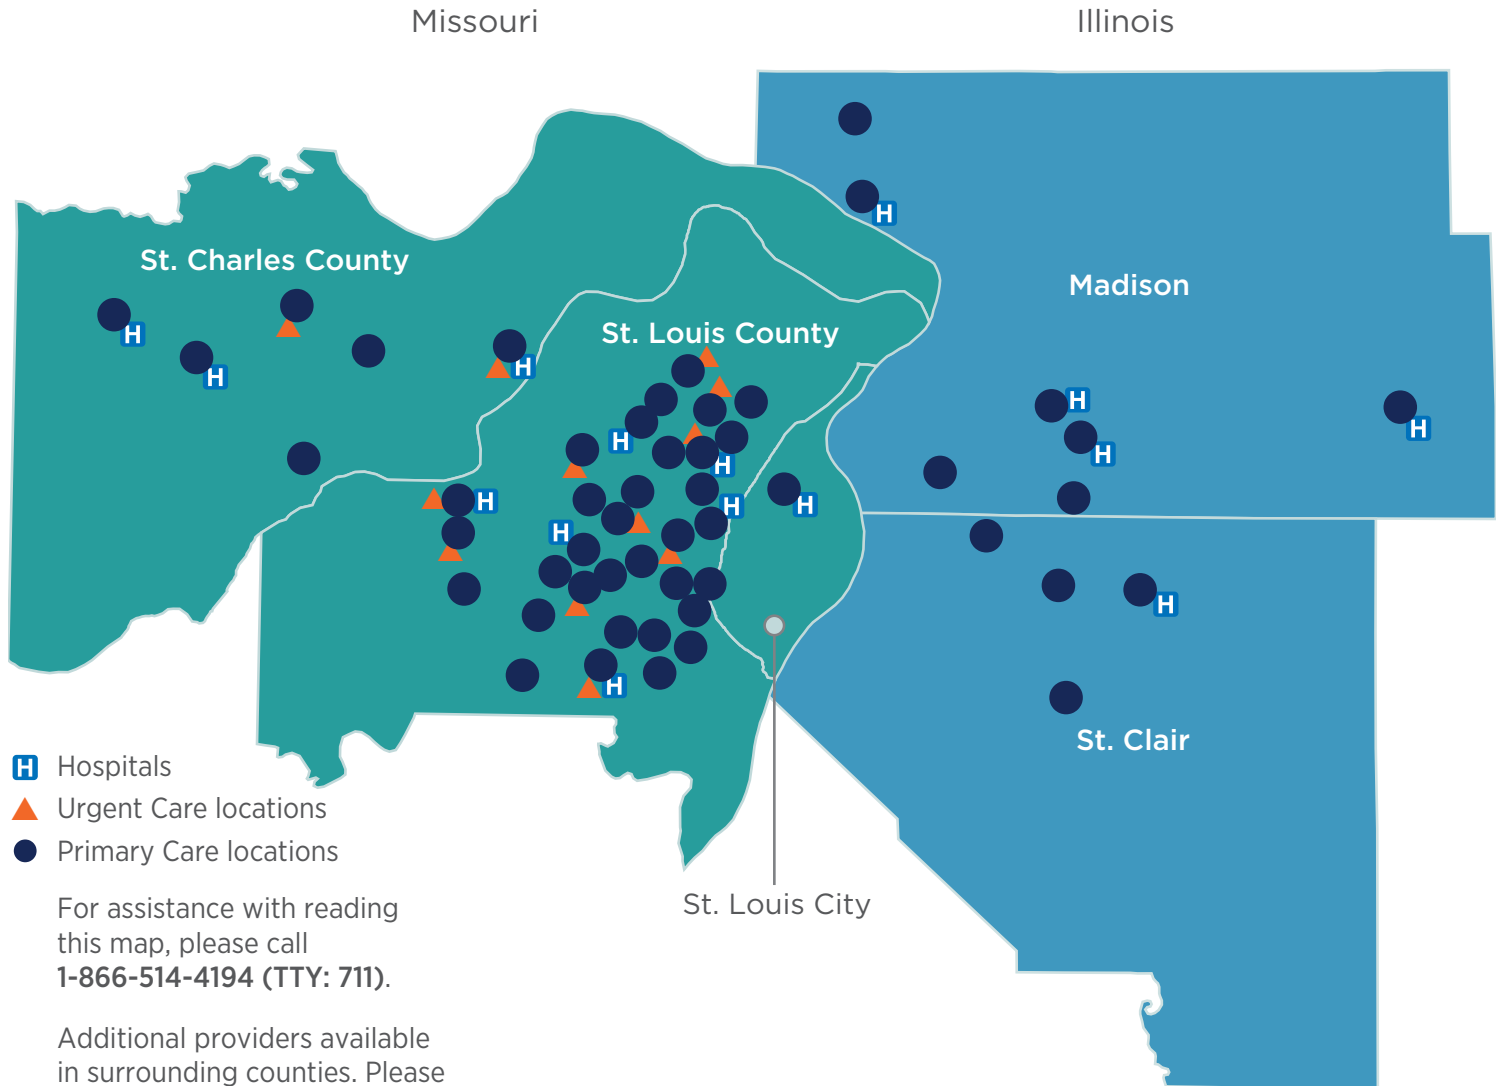 Missouri
Illinois
St. Charles County
H
H
H
St. Louis County
H
H
H
H
H
H
H
Madison
H
H
H
H
St. Clair
H
St. Louis City
H Hospitals
Urgent Care locations
Primary Care locations
For assistance with reading
this map, please call
1-866-514-4194 (TTY: 711).
Additional providers available
in surrounding counties. Please